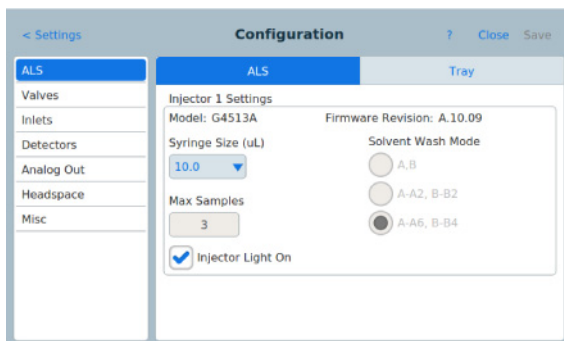 < Settings
Configuration
? Close Save
ALS
Valves
Inlets
Detectors
Analog Out
Headspace
Misc
ALS Tray
Injector 1 Settings
Model: G4513A Firmware Revision: A.10.09
Syringe Size (uL) Solvent Wash Mode
10.0 A,B
A-A2, B-B2
Max Samples
3 A-A6, B-B4
Injector Light On